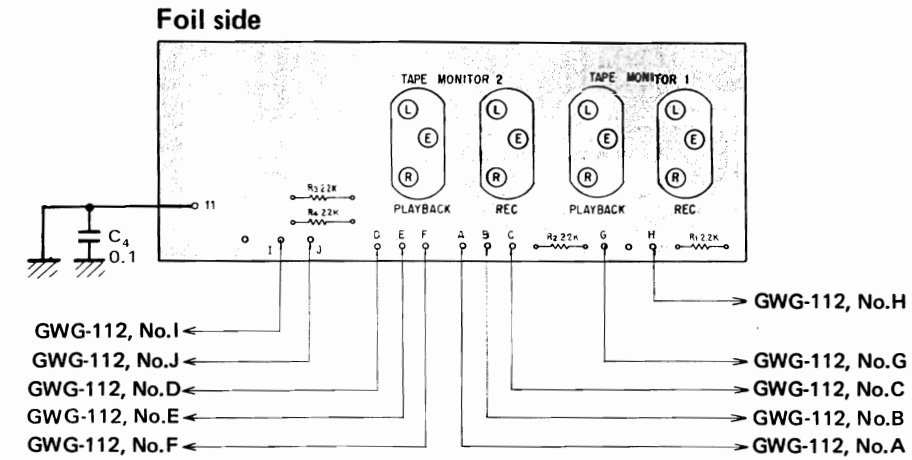 Foil side
TAPE MONITOR 2 TAPE MONITOR 1
L L L L
E E E E
R R R R
R3 2.2K
11 PLAYBACK REC PLAYBACK REC
R4 2.2K
C4
0.1
I J D E F A B C R2 2.2K G H R1 2.2K
GWG-112, No.H
GWG-112, No.I
GWG-112, No.J GWG-112, No.G
GWG-112, No.D GWG-112, No.C
GWG-112, No.E GWG-112, No.B
GWG-112, No.F GWG-112, No.A